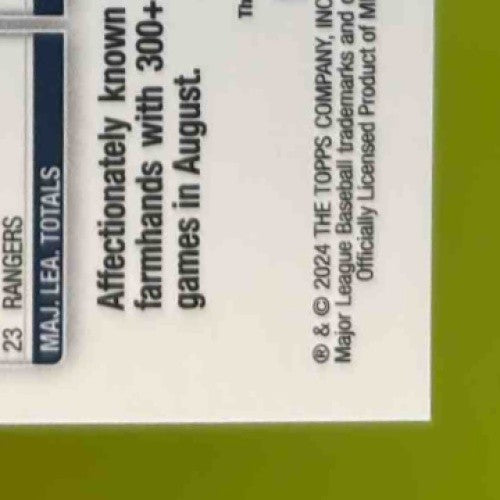 23 RANGERS
MAJ. LEA. TOTALS
Affectionately known
farmhands with 300+
games in August.
® & © 2024 THE TOPPS COMPANY, INC
Major League Baseball trademarks and
Officially Licensed Product of